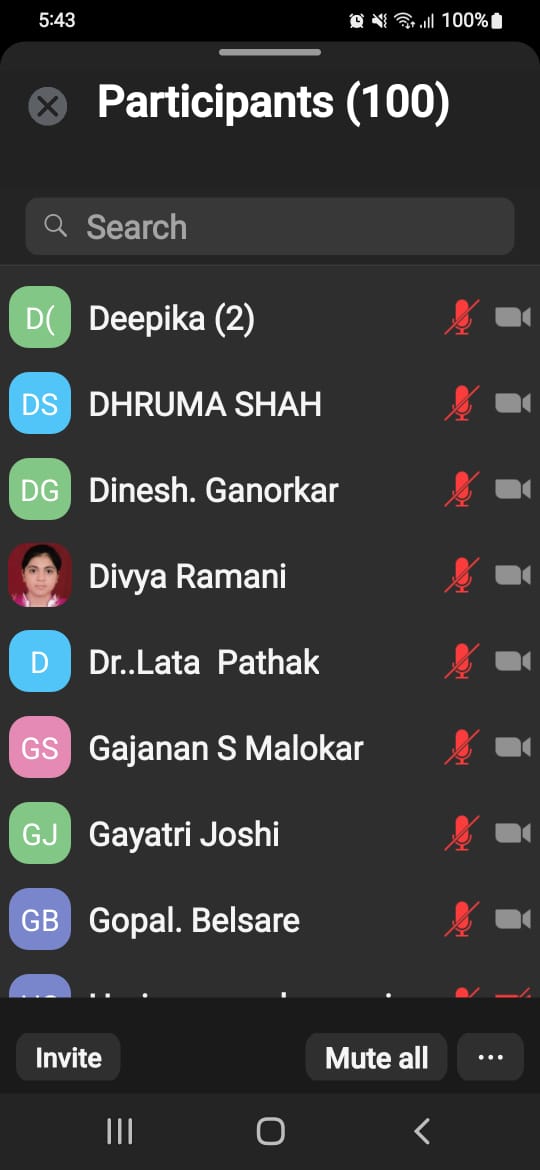 5:43 100%
Participants (100)
Search
D( Deepika (2)
DS DHRUMA SHAH
DG Dinesh. Ganorkar
Divya Ramani
D Dr..Lata  Pathak
GS Gajanan S Malokar
GJ Gayatri Joshi
GB Gopal. Belsare
Invite Mute all ...